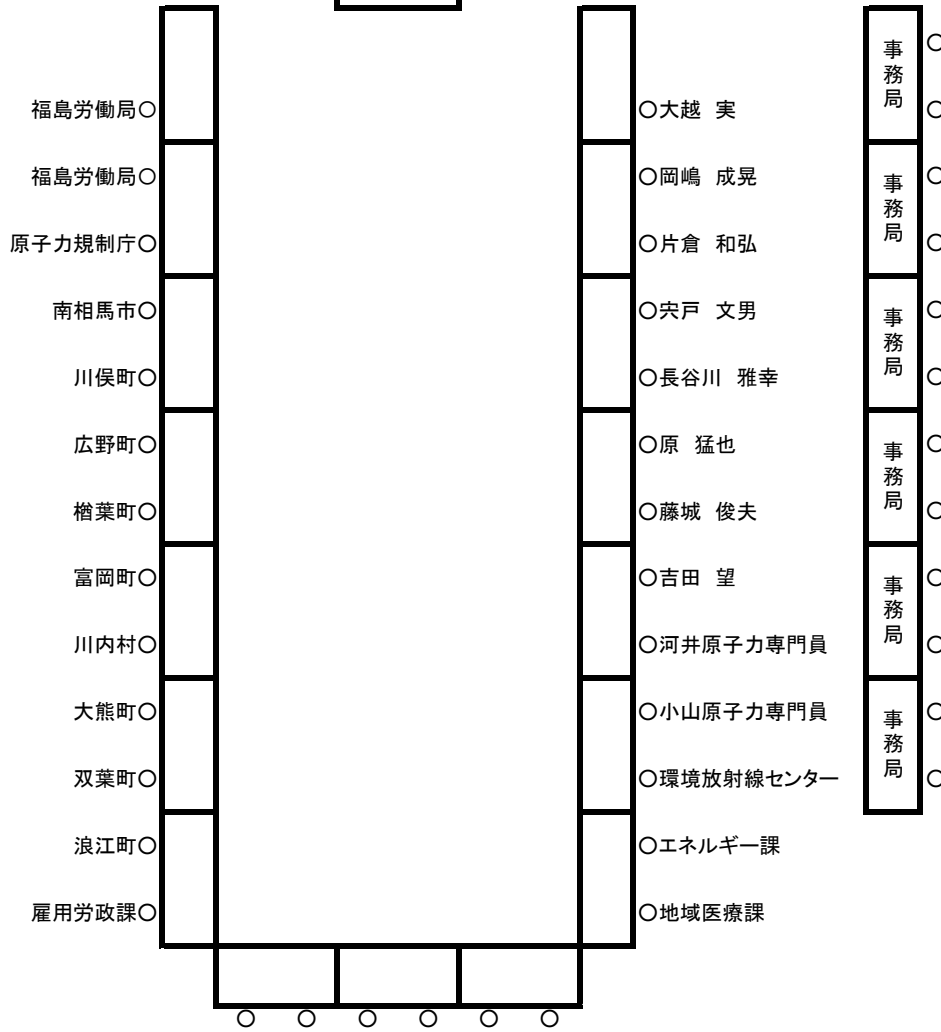 福島労働局○
福島労働局○
原子力規制庁○
南相馬市○
川俣町○
広野町○
楢葉町○
富岡町○
川内村○
大熊町○
双葉町○
浪江町○
雇用労政課○
○大越 実
○岡嶋 成晃
○片倉 和弘
○宍戸 文男
○長谷川 雅幸
○原 猛也
○藤城 俊夫
○吉田 望
○河井原子力専門員
○小山原子力専門員
○環境放射線センター
○エネルギー課
○地域医療課
事務局
事務局
事務局
事務局
事務局
事務局